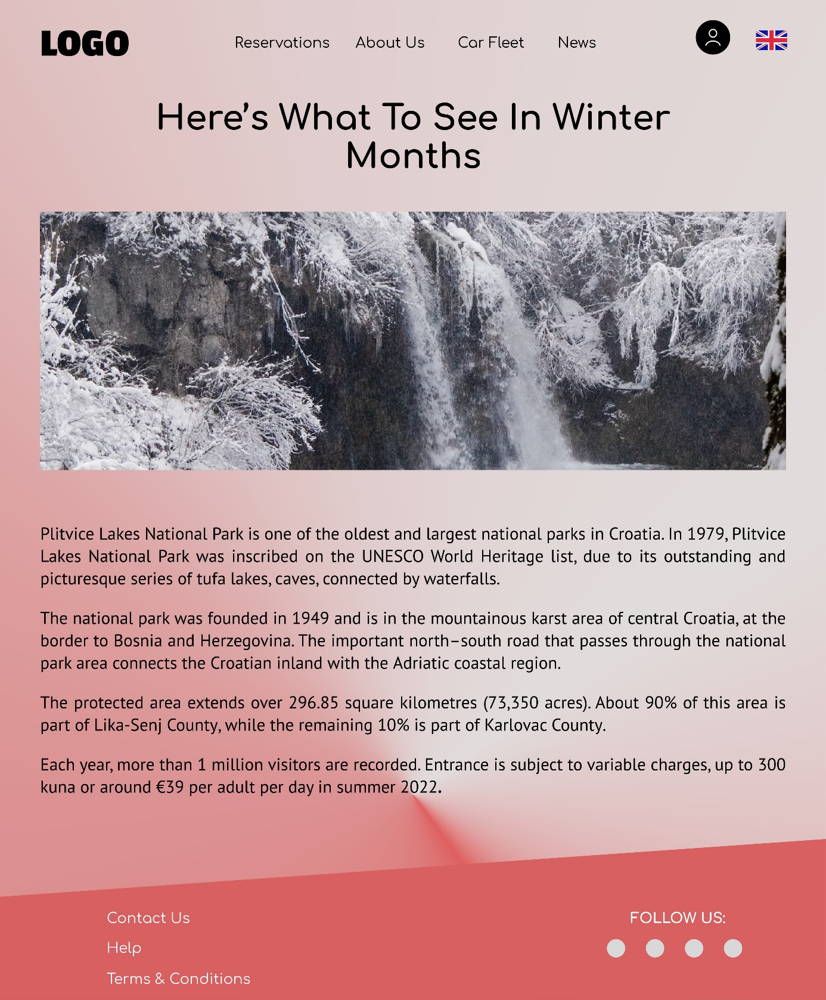 LOGO
Reservations
About Us
Car Fleet
News
Here’s What To See In Winter
Months
Plitvice Lakes National Park is one of the oldest and largest national parks in Croatia. In 1979, Plitvice
Lakes National Park was inscribed on the UNESCO World Heritage list, due to its outstanding and
picturesque series of tufa lakes, caves, connected by waterfalls.
The national park was founded in 1949 and is in the mountainous karst area of central Croatia, at the
border to Bosnia and Herzegovina. The important north–south road that passes through the national
park area connects the Croatian inland with the Adriatic coastal region.
The protected area extends over 296.85 square kilometres (73,350 acres). About 90% of this area is
part of Lika-Senj County, while the remaining 10% is part of Karlovac County.
Each year, more than 1 million visitors are recorded. Entrance is subject to variable charges, up to 300
kuna or around €39 per adult per day in summer 2022.
Contact Us
Help
Terms & Conditions
FOLLOW US: